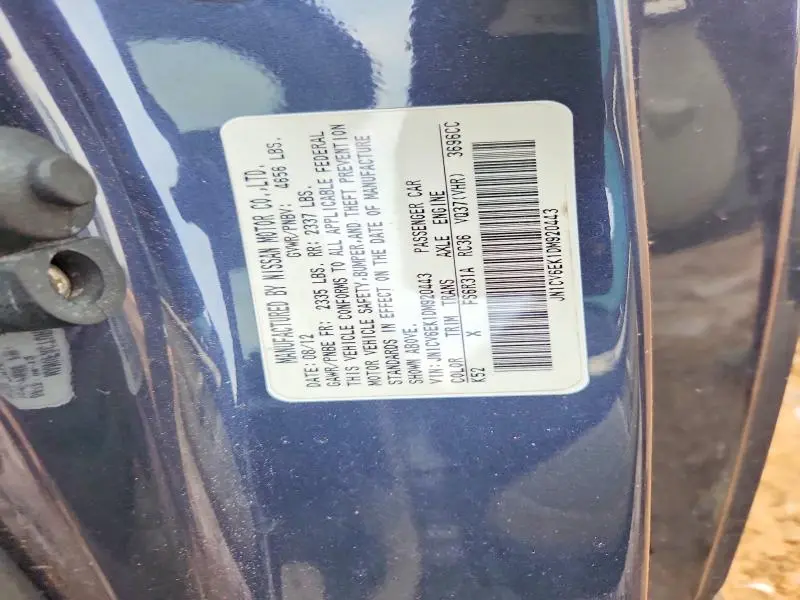 MANUFACTURED BY NISSAN MOTOR CO.,LTD.
DATE: 08/12 GVWR/PNBV: 4656 LBS.
GAWR/PNBE FR: 2335 LBS. RR: 2337 LBS.
THIS VEHICLE CONFORMS TO ALL APPLICABLE FEDERAL
MOTOR VEHICLE SAFETY,BUMPER,AND THEFT PREVENTION
STANDARDS IN EFFECT ON THE DATE OF MANUFACTURE
SHOWN ABOVE.
VIN: JN1CV6EK1DM920443 PASSENGER CAR
COLOR TRIM TRANS AXLE ENGINE
K52 X FS6R31A RC36 VQ37(VHR) 3696CC
JN1CV6EK1DM920443